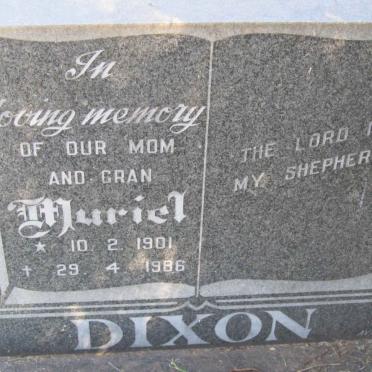 In
loving memory
OF OUR MOM
AND GRAN
Muriel
* 10. 2. 1901
+ 29. 4. 1986
THE LORD
MY SHEPHER
DIXON